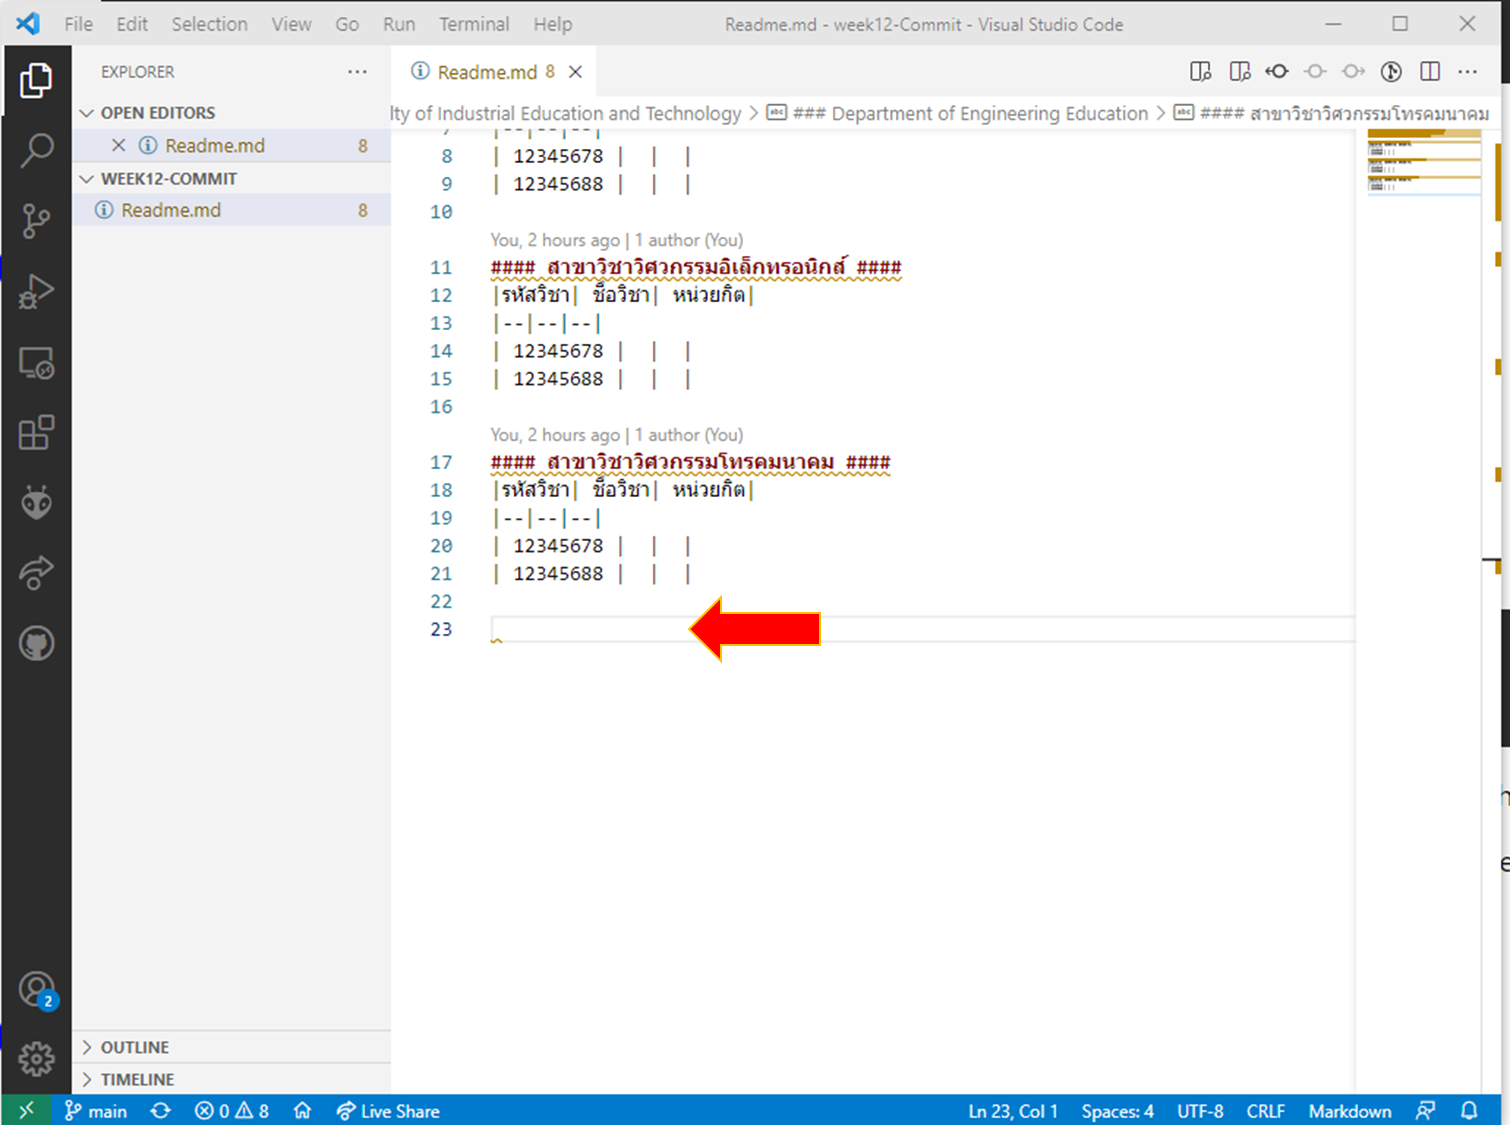 File Edit Selection View Go Run Terminal Help
Readme.md - week12-Commit - Visual Studio Code
EXPLORER
OPEN EDITORS
Readme.md 8
WEEK12-COMMIT
Readme.md 8
OUTLINE
TIMELINE
Readme.md 8
lty of Industrial Education and Technology > ### Department of Engineering Education > #### สาขาวิชาวิศวกรรมโทรคมนาคม
7 |--|--|--|
8 | 12345678 | | |
9 | 12345688 | | |
10
You, 2 hours ago | 1 author (You)
11 #### สาขาวิชาวิศวกรรมอิเล็กทรอนิกส์ ####
12 |รหัสวิชา| ชื่อวิชา| หน่วยกิต|
13 |--|--|--|
14 | 12345678 | | |
15 | 12345688 | | |
16
You, 2 hours ago | 1 author (You)
17 #### สาขาวิชาวิศวกรรมโทรคมนาคม ####
18 |รหัสวิชา| ชื่อวิชา| หน่วยกิต|
19 |--|--|--|
20 | 12345678 | | |
21 | 12345688 | | |
22
23
2
main 0 8 Live Share
Ln 23, Col 1 Spaces: 4 UTF-8 CRLF Markdown